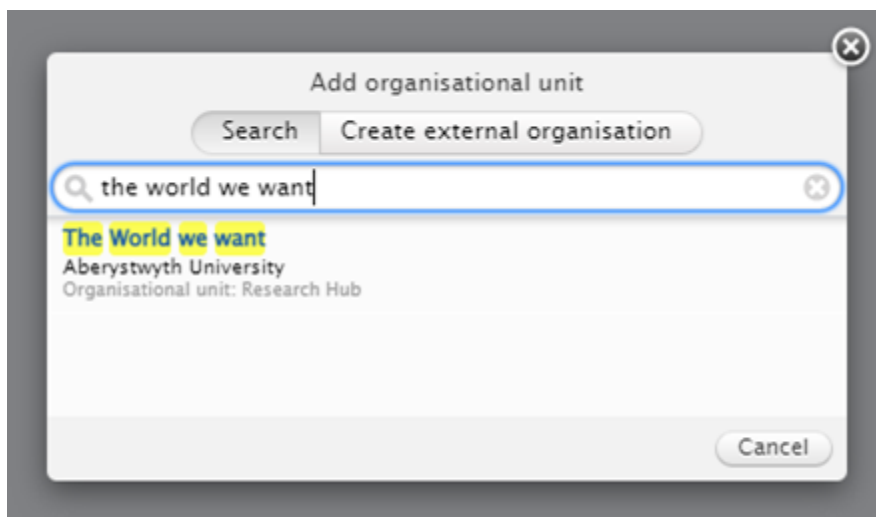 Add organisational unit
Search
Create external organisation
the world we want
The World we want
Aberystwyth University
Organisational unit: Research Hub
Cancel